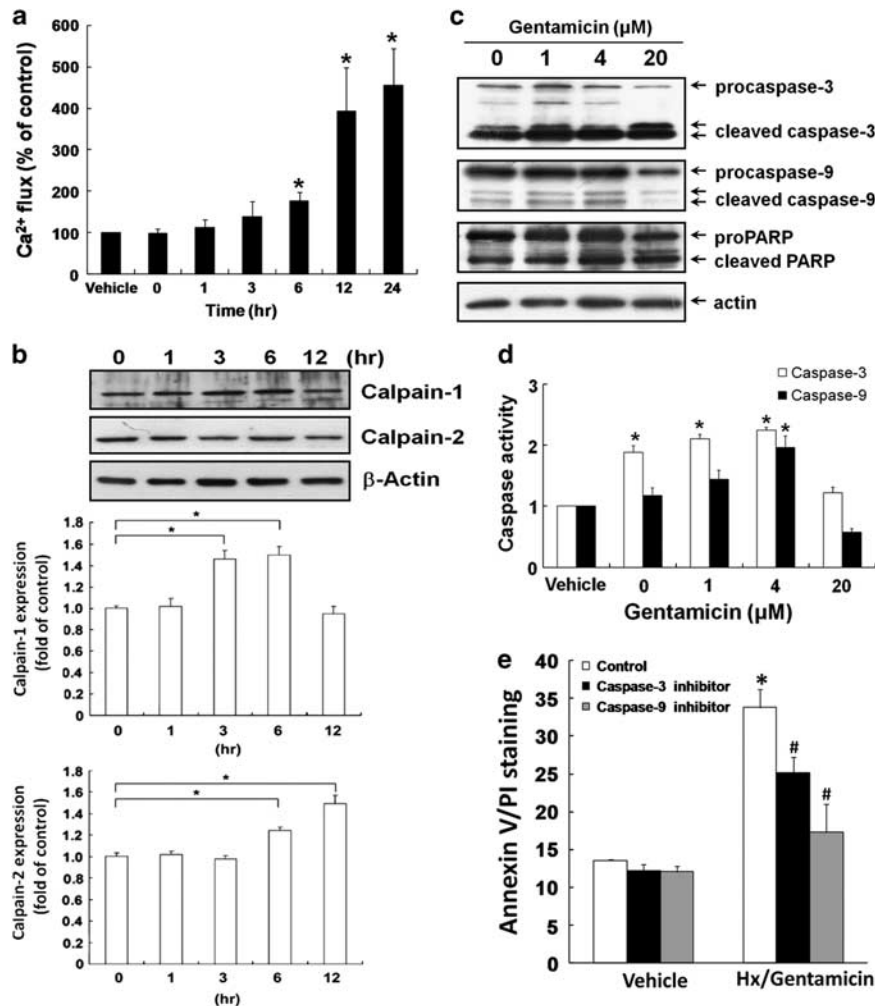 a
Ca²⁺ flux (% of control)
600
500
400
300
200
100
0
* * *
Vehicle 0 1 3 6 12 24
Time (hr)
b
0 1 3 6 12 (hr)
Calpain-1
Calpain-2
β-Actin
Calpain-1 expression
(fold of control)
1.8
1.6
1.4
1.2
1.0
0.8
0.6
0.4
0.2
0
*
*
0 1 3 6 12
(hr)
Calpain-2 expression
(fold of control)
1.8
1.6
1.4
1.2
1.0
0.8
0.6
0.4
0.2
0
*
*
0 1 3 6 12
(hr)
c
Gentamicin (μM)
0 1 4 20
procaspase-3
cleaved caspase-3
procaspase-9
cleaved caspase-9
proPARP
cleaved PARP
actin
d
Caspase-3
Caspase-9
Caspase activity
3
2
1
0
* * * *
Vehicle 0 1 4 20
Gentamicin (μM)
e
Control
Caspase-3 inhibitor
Caspase-9 inhibitor
Annexin V/PI staining
40
35
30
25
20
15
10
5
0
* # #
Vehicle Hx/Gentamicin